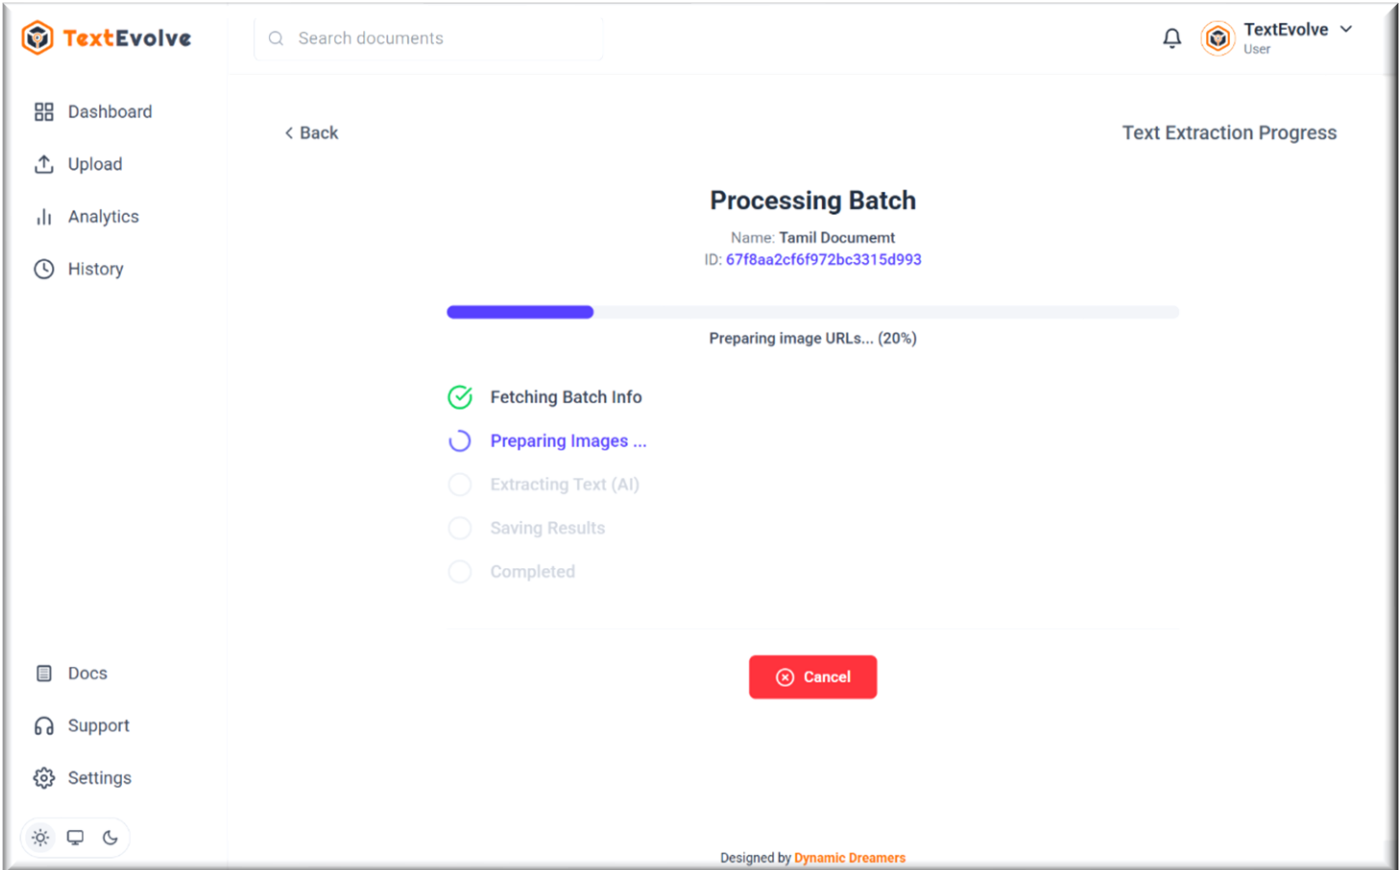 TextEvolve
Search documents
TextEvolve
User
Dashboard
Upload
Analytics
History
Back
Text Extraction Progress
Processing Batch
Name: Tamil Documemt
ID: 67f8aa2cf6f972bc3315d993
Preparing image URLs... (20%)
Fetching Batch Info
Preparing Images ...
Extracting Text (AI)
Saving Results
Completed
Cancel
Docs
Support
Settings
Designed by Dynamic Dreamers